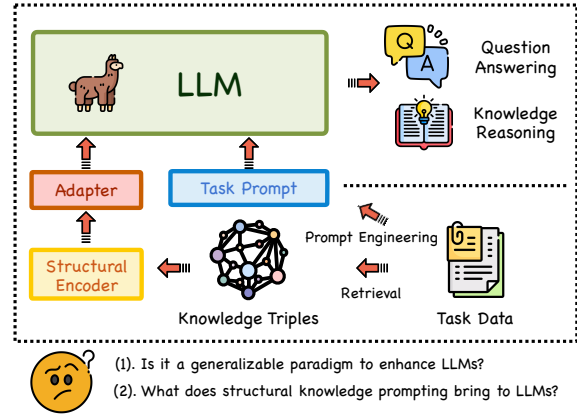 LLM
Q
A
Question
Answering
Knowledge
Reasoning
Adapter
Task Prompt
Prompt Engineering
Structural
Encoder
Retrieval
Knowledge Triples
Task Data
?
(1). Is it a generalizable paradigm to enhance LLMs?
(2). What does structural knowledge prompting bring to LLMs?